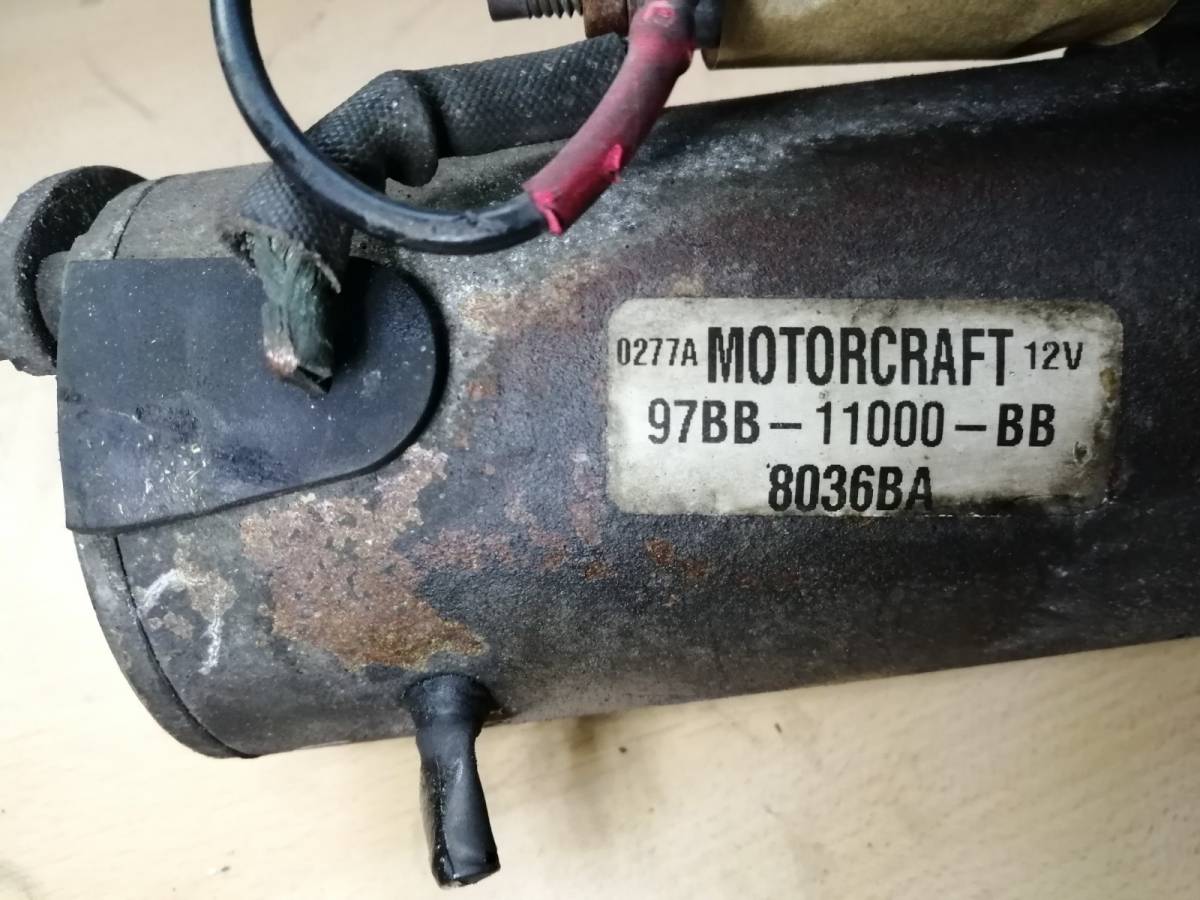 0277A MOTORCRAFT 12V
97BB-11000-BB
8036BA